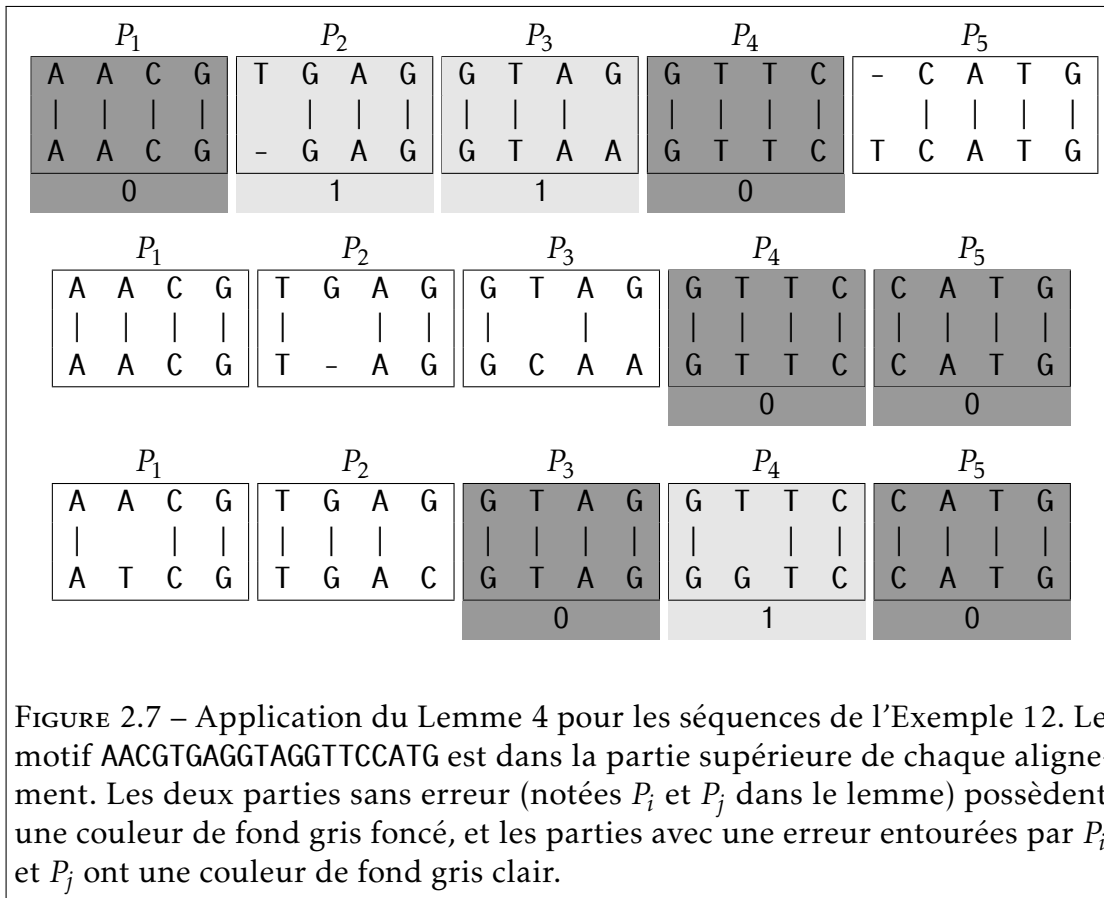 P1 P2 P3 P4 P5
A A C G T G A G G T A G G T T C – C A T G
| | | | | | | | | | | | | | | | | |
A A C G – G A G G T A A G T T C T C A T G
0 1 1 0
P1 P2 P3 P4 P5
A A C G T G A G G T A G G T T C C A T G
| | | | | | | | | | | | | | | | |
A A C G T – A G G C A A G T T C C A T G
0 0
P1 P2 P3 P4 P5
A A C G T G A G G T A G G T T C C A T G
| | | | | | | | | | | | | | | | |
A T C G T G A C G T A G G G T C C A T G
0 1 0
FIGURE 2.7 – Application du Lemme 4 pour les séquences de l'Exemple 12. Le
motif AACGTGAGGTAGGTTCCATG est dans la partie supérieure de chaque aligne-
ment. Les deux parties sans erreur (notées Pi et Pj dans le lemme) possèdent
une couleur de fond gris foncé, et les parties avec une erreur entourées par Pi
et Pj ont une couleur de fond gris clair.